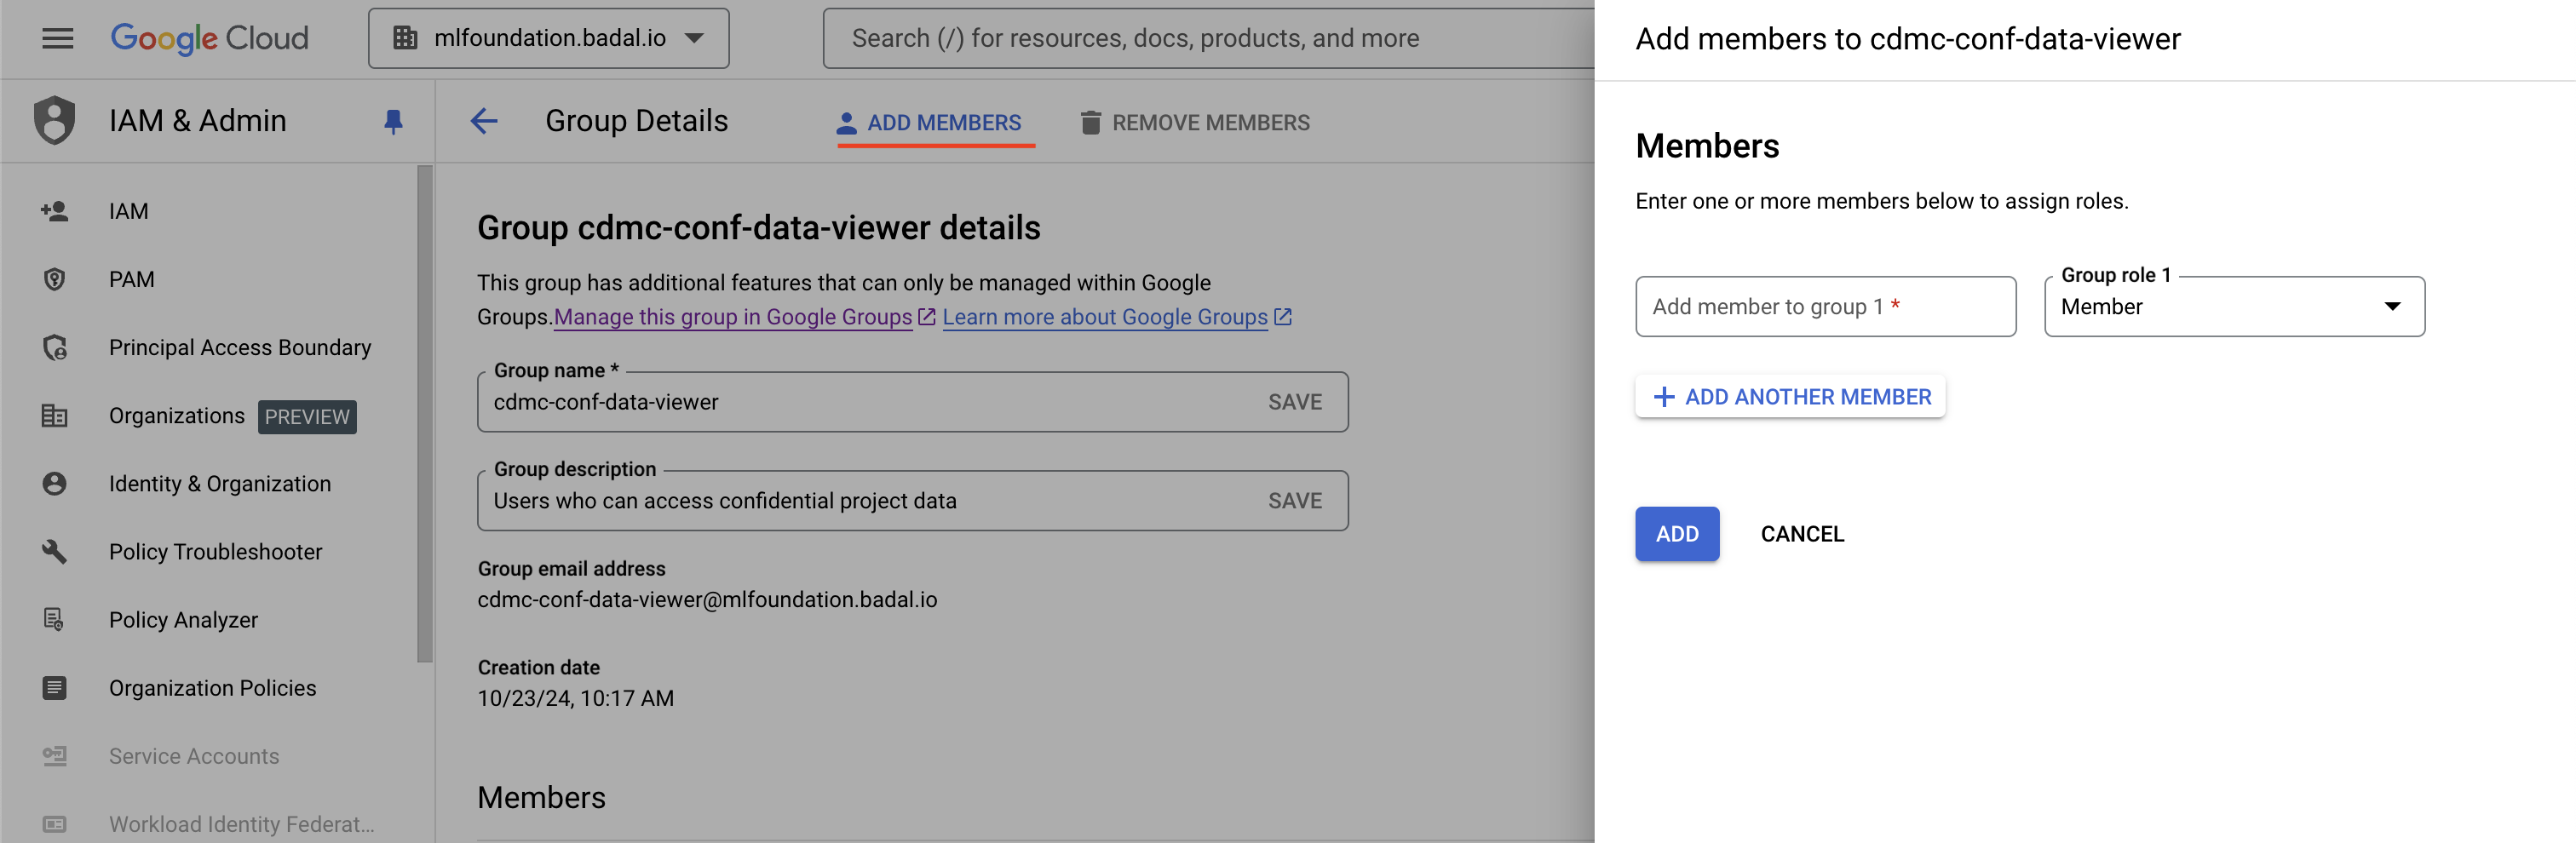 Google Cloud
mlfoundation.badal.io
Search (/) for resources, docs, products, and more
IAM & Admin
IAM
PAM
Principal Access Boundary
Organizations PREVIEW
Identity & Organization
Policy Troubleshooter
Policy Analyzer
Organization Policies
Service Accounts
Workload Identity Federat...
Group Details
ADD MEMBERS
REMOVE MEMBERS
Group cdmc-conf-data-viewer details
This group has additional features that can only be managed within Google
Groups.Manage this group in Google Groups Learn more about Google Groups
Group name *
cdmc-conf-data-viewer SAVE
Group description
Users who can access confidential project data SAVE
Group email address
cdmc-conf-data-viewer@mlfoundation.badal.io
Creation date
10/23/24, 10:17 AM
Members
Add members to cdmc-conf-data-viewer
Members
Enter one or more members below to assign roles.
Add member to group 1 *
Group role 1
Member
+ ADD ANOTHER MEMBER
ADD CANCEL